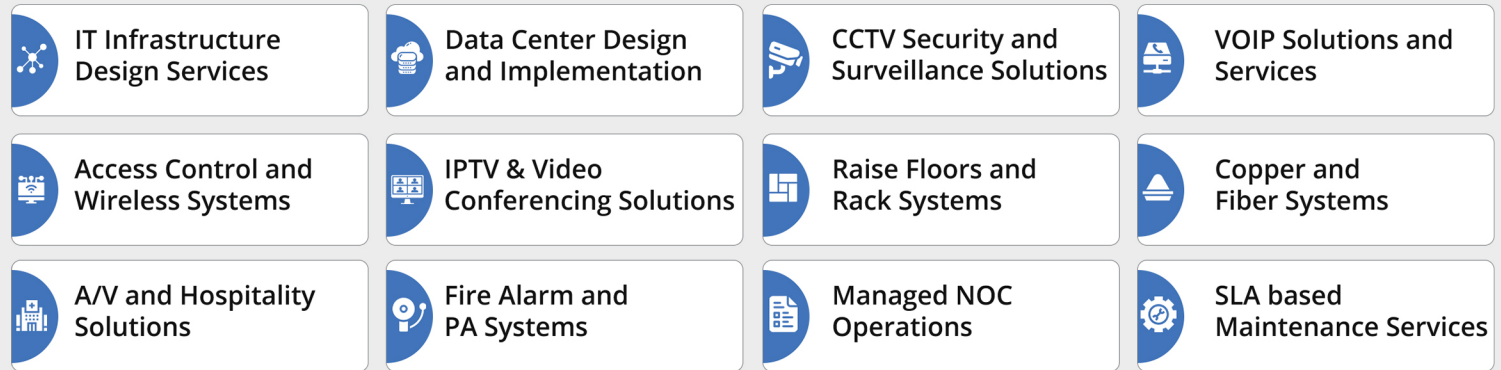 IT Infrastructure
Design Services
Data Center Design
and Implementation
CCTV Security and
Surveillance Solutions
VOIP Solutions and
Services
Access Control and
Wireless Systems
IPTV & Video
Conferencing Solutions
Raise Floors and
Rack Systems
Copper and
Fiber Systems
A/V and Hospitality
Solutions
Fire Alarm and
PA Systems
Managed NOC
Operations
SLA based
Maintenance Services